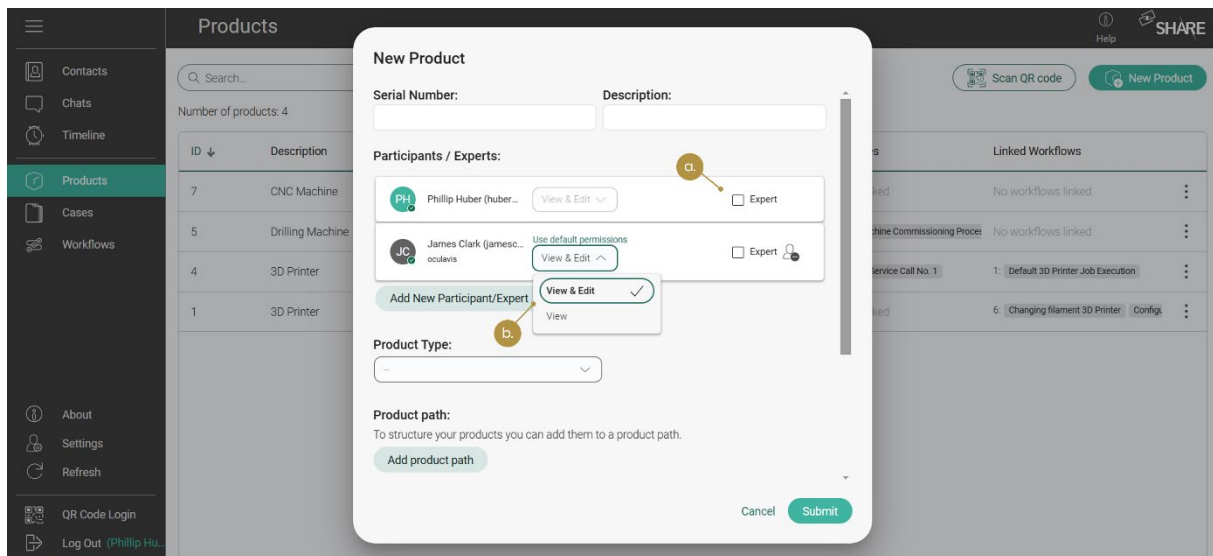 Products
Help
SHARE
Contacts
Chats
Timeline
Products
Cases
Workflows
About
Settings
Refresh
QR Code Login
Log Out (Phillip Hu...
Search...
Scan QR code
New Product
Number of products: 4
ID Description
Linked Workflows
7 CNC Machine
No workflows linked
5 Drilling Machine
chine Commissioning Proces No workflows linked
4 3D Printer
Service Call No. 1 1: Default 3D Printer Job Execution
1 3D Printer
6: Changing filament 3D Printer
New Product
Serial Number: Description:
Participants / Experts:
a.
PH Phillip Huber (huber... View & Edit Expert
JC James Clark (jamesc... Use default permissions
oculavis View & Edit Expert
Add New Participant/Expert
View & Edit
View
b.
Product Type:
--
Product path:
To structure your products you can add them to a product path.
Add product path
Cancel Submit